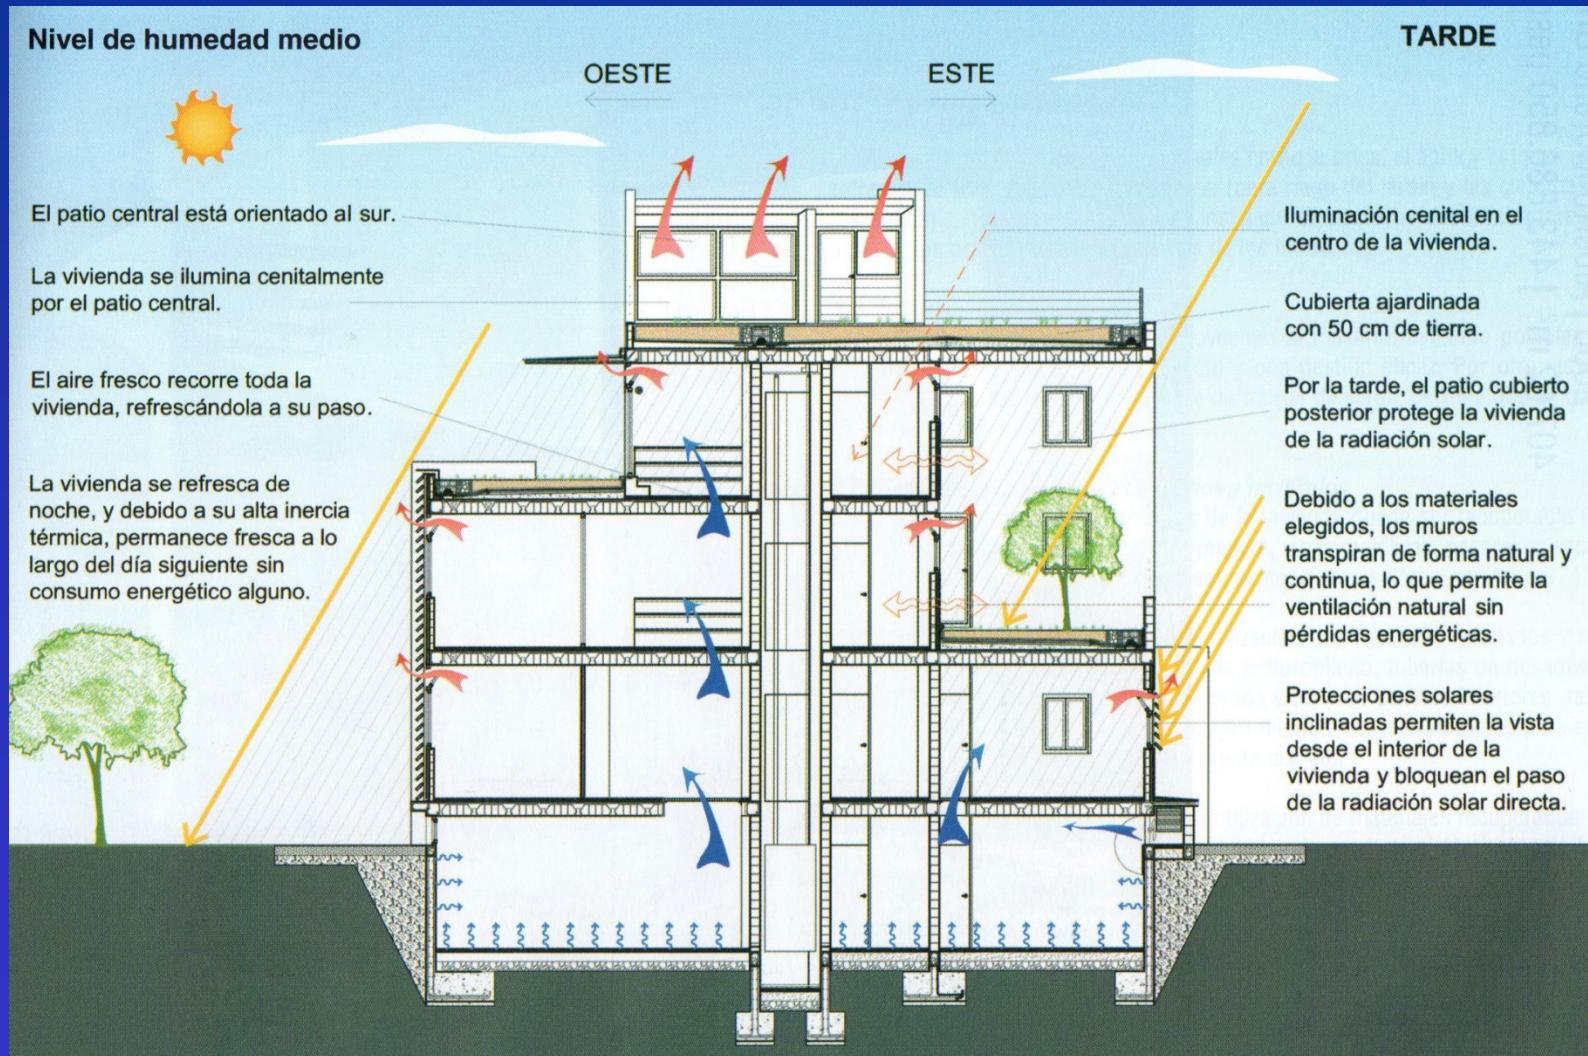 Nivel de humedad medio
TARDE
OESTE
ESTE
El patio central está orientado al sur.
La vivienda se ilumina cenitalmente
por el patio central.
El aire fresco recorre toda la
vivienda, refrescándola a su paso.
La vivienda se refresca de
noche, y debido a su alta inercia
térmica, permanece fresca a lo
largo del día siguiente sin
consumo energético alguno.
Iluminación cenital en el
centro de la vivienda.
Cubierta ajardinada
con 50 cm de tierra.
Por la tarde, el patio cubierto
posterior protege la vivienda
de la radiación solar.
Debido a los materiales
elegidos, los muros
transpiran de forma natural y
continua, lo que permite la
ventilación natural sin
pérdidas energéticas.
Protecciones solares
inclinadas permiten la vista
desde el interior de la
vivienda y bloquean el paso
de la radiación solar directa.